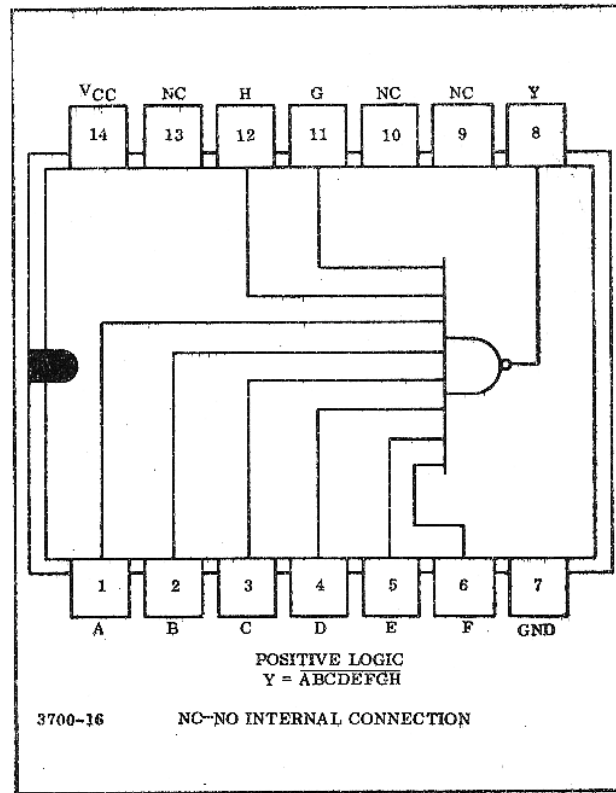 VCC NC H G NC NC Y
14 13 12 11 10 9 8
1 2 3 4 5 6 7
A B C D E F GND
POSITIVE LOGIC
Y = ABCDEFGH
3700-16 NC-NO INTERNAL CONNECTION